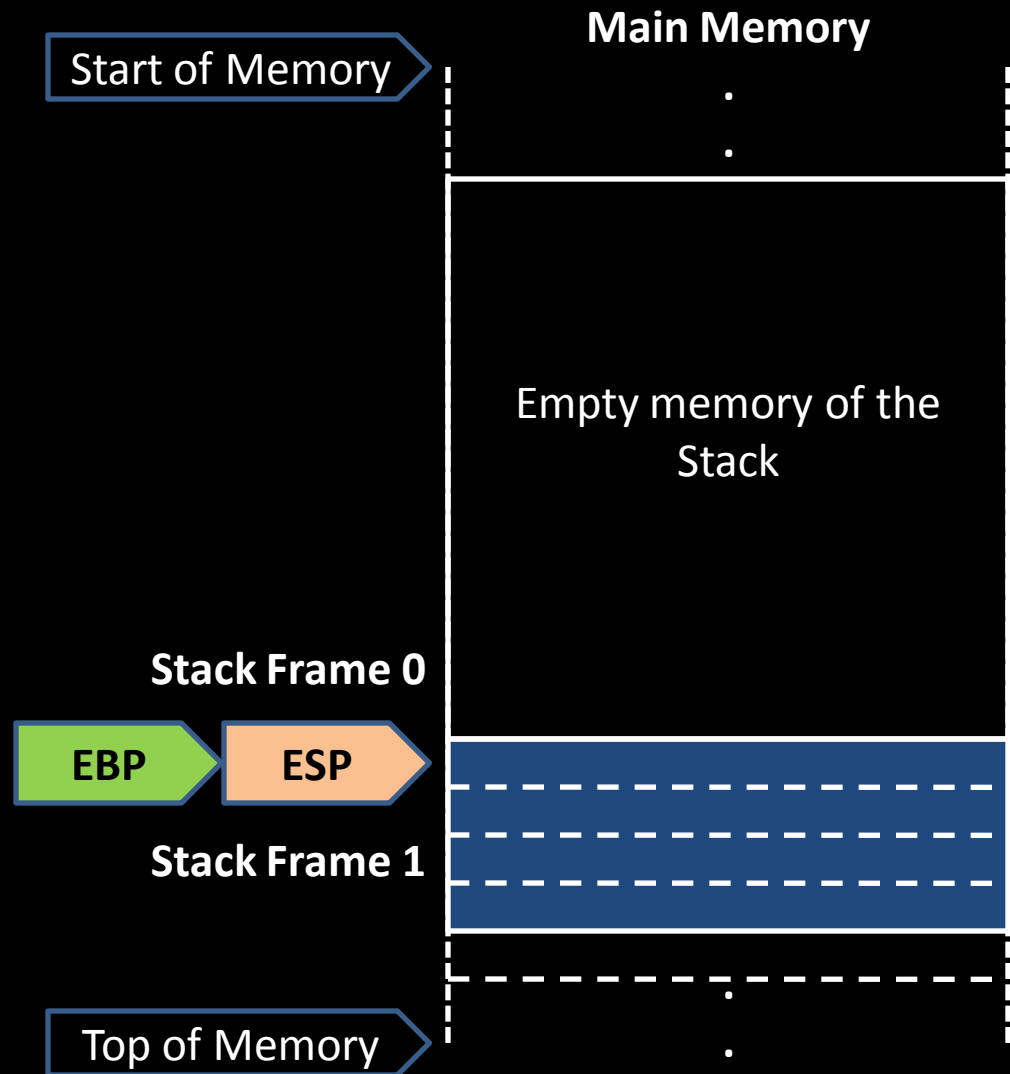 Main Memory
Start of Memory
.
.
Empty memory of the
Stack
Stack Frame 0
EBP
ESP
Stack Frame 1
.
Top of Memory
.